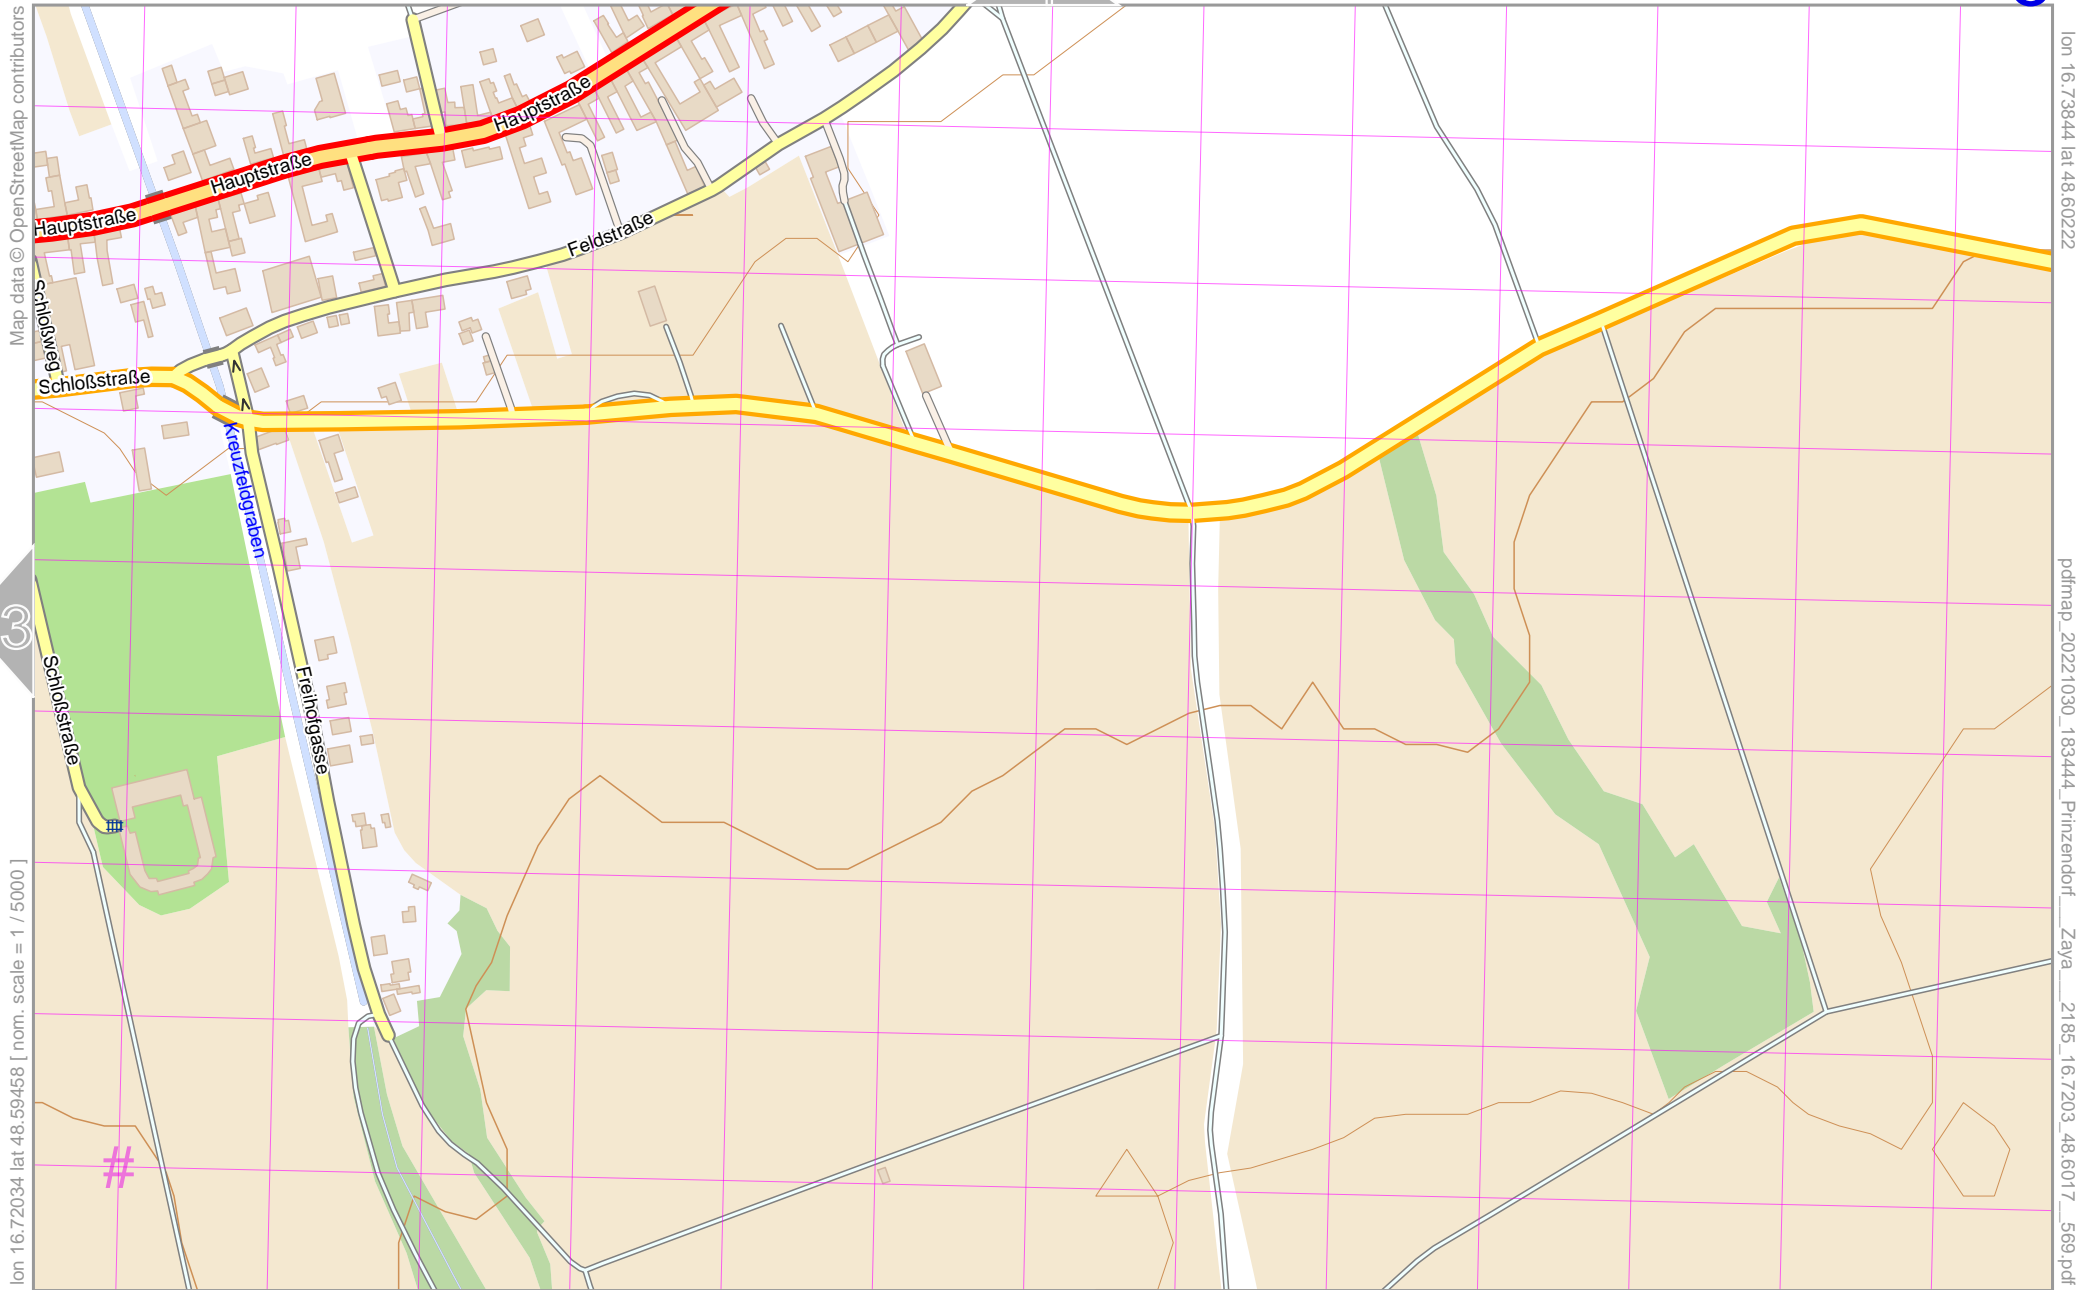 Map data © OpenStreetMap contributors
lon 16.72034 lat 48.59458 [ nom. scale = 1 / 5000 ]
lon 16.73844 lat 48.60222
pdfmap_20221030_183444_Prinzendorf___Zaya___2185_16.7203_48.6017__569.pdf
Hauptstraße
Hauptstraße
Hauptstraße
Feldstraße
Schloßweg
Schloßstraße
Kreuzfeldgraben
3
Schloßstraße
Freihofgasse
#